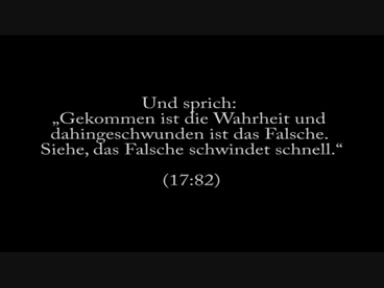 Und sprich:
„Gekommen ist die Wahrheit und
dahingeschwunden ist das Falsche.
Siehe, das Falsche schwindet schnell.“
(17:82)